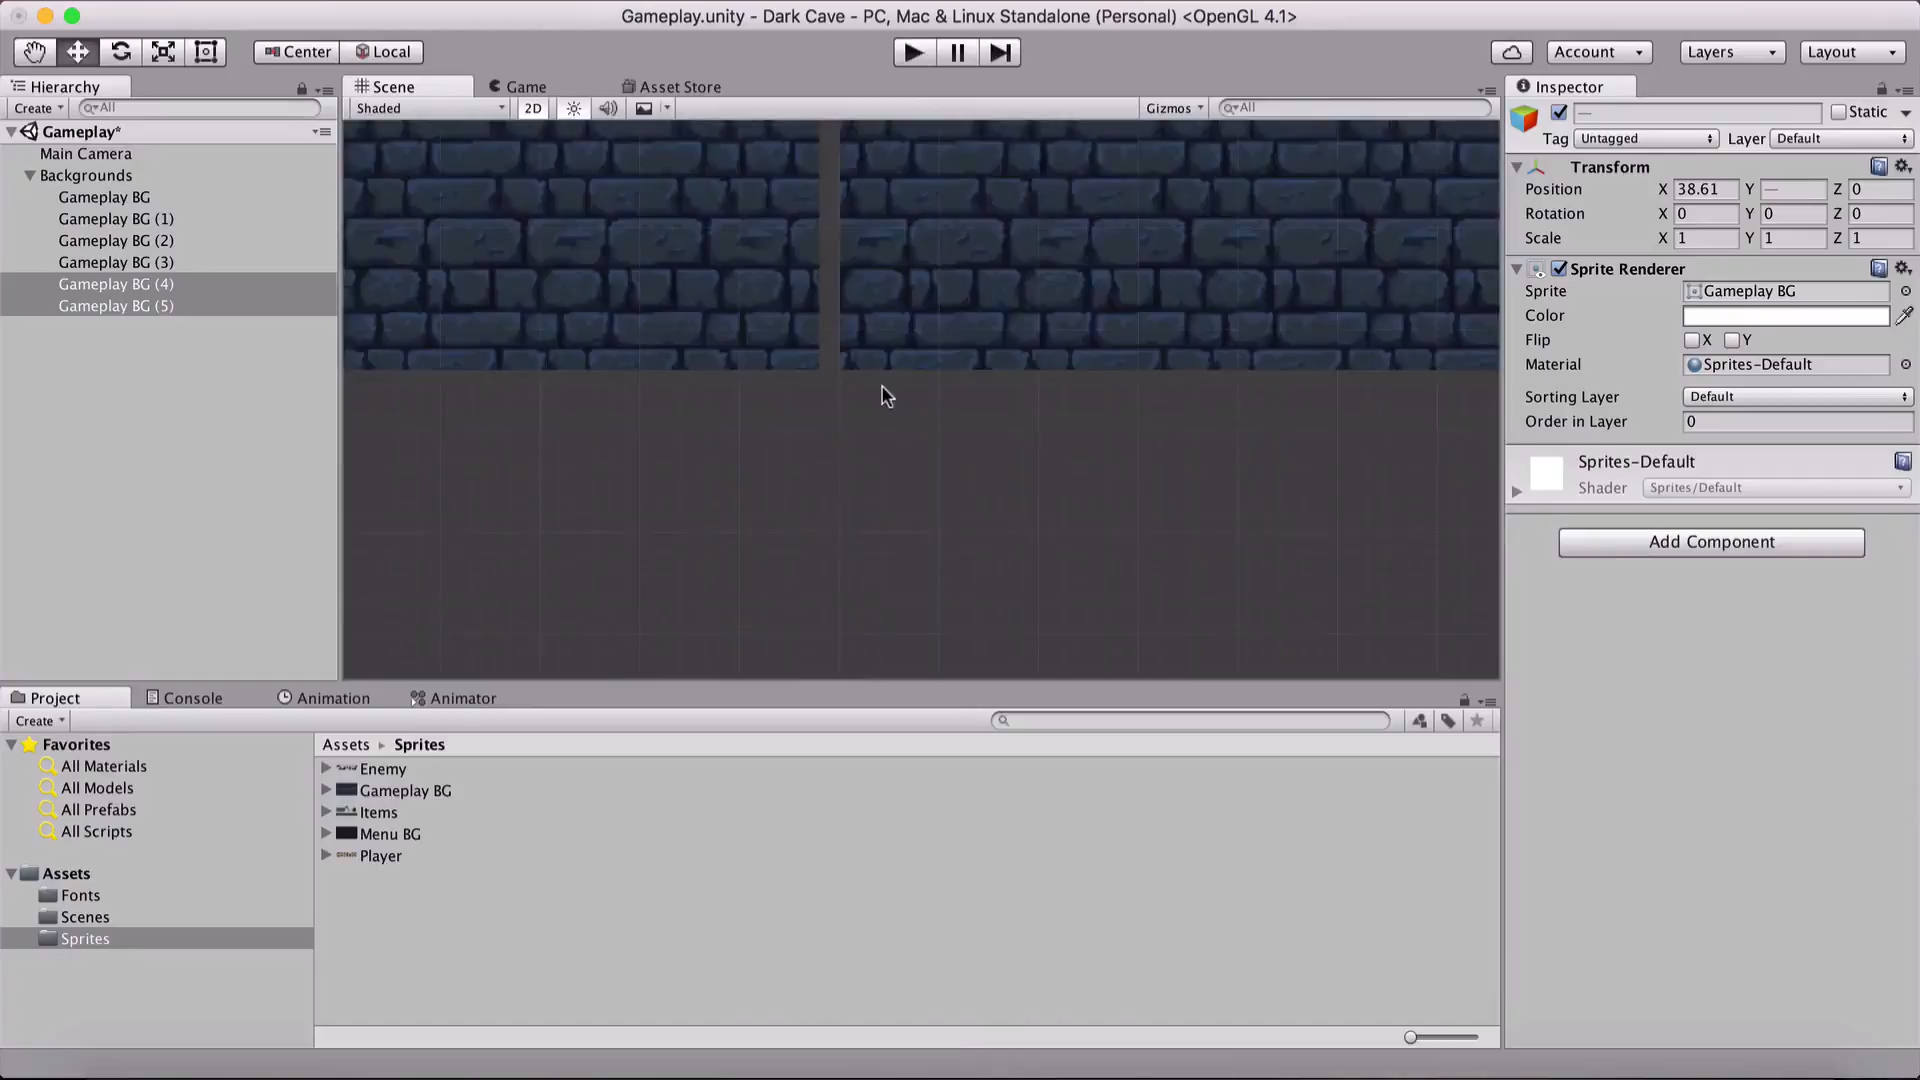 Gameplay.unity - Dark Cave - PC, Mac & Linux Standalone (Personal) <OpenGL 4.1>
Center Local
Account Layers Layout
Hierarchy
Create All
Gameplay*
Main Camera
Backgrounds
Gameplay BG
Gameplay BG (1)
Gameplay BG (2)
Gameplay BG (3)
Gameplay BG (4)
Gameplay BG (5)
Scene Game Asset Store
Shaded 2D Gizmos All
Inspector
— Static
Tag Untagged Layer Default
Transform
Position X 38.61 Y — Z 0
Rotation X 0 Y 0 Z 0
Scale X 1 Y 1 Z 1
Sprite Renderer
Sprite Gameplay BG
Color
Flip X Y
Material Sprites-Default
Sorting Layer Default
Order in Layer 0
Sprites-Default
Shader Sprites/Default
Add Component
Project Console Animation Animator
Create
Favorites
All Materials
All Models
All Prefabs
All Scripts
Assets
Fonts
Scenes
Sprites
Assets Sprites
Enemy
Gameplay BG
Items
Menu BG
Player